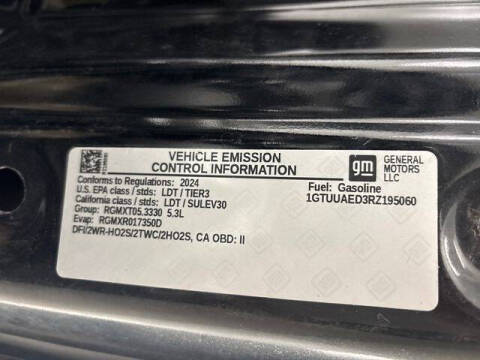 VEHICLE EMISSION
CONTROL INFORMATION
gm
GENERAL
MOTORS
LLC
Conforms to Regulations: 2024
U.S. EPA class / stds: LDT / TIER3
California class / stds: LDT / SULEV30
Group: RGMXT05.3330 5.3L
Evap: RGMXR017350D
DFI/2WR-HO2S/2TWC/2HO2S, CA OBD: II
Fuel: Gasoline
1GTUUAED3RZ195060